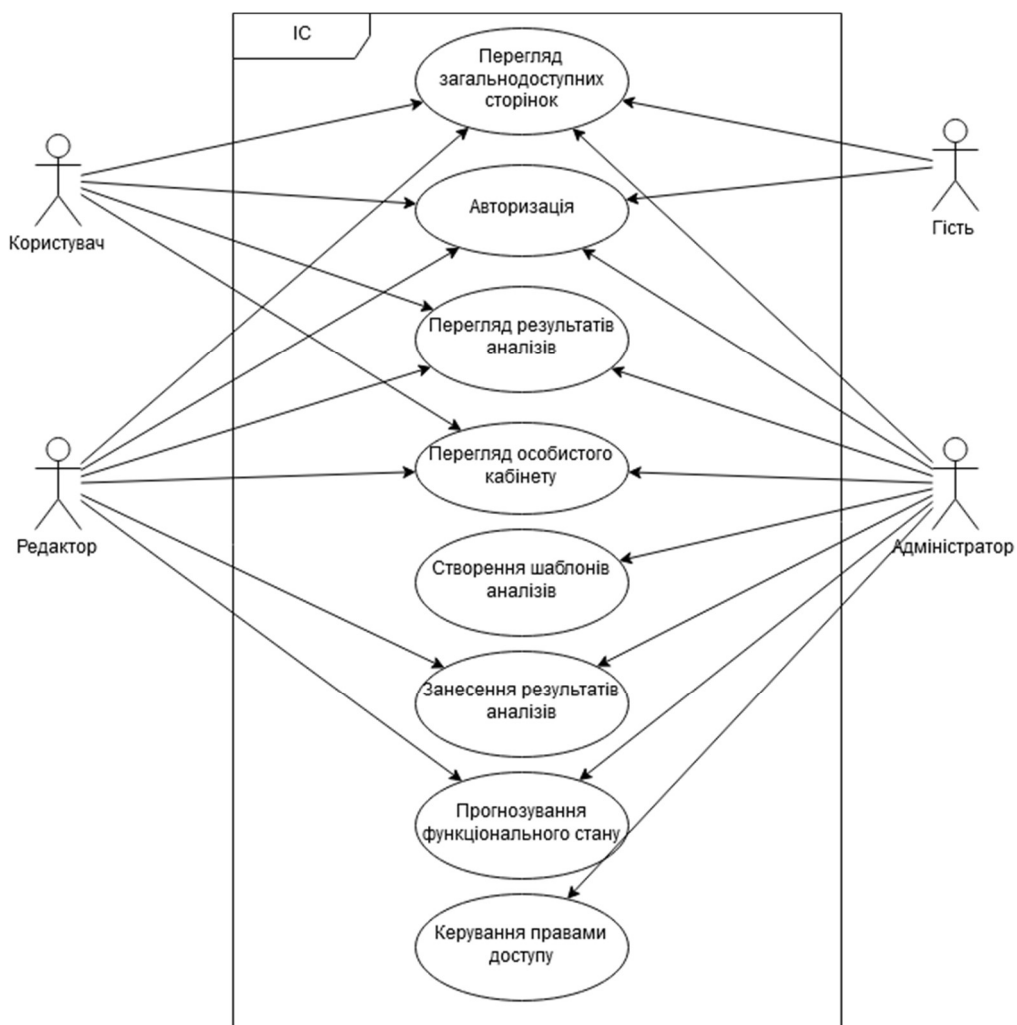 ІС
Перегляд
загальнодоступних
сторінок
Користувач
Гість
Авторизація
Перегляд результатів
аналізів
Перегляд особистого
кабінету
Редактор
Адміністратор
Створення шаблонів
аналізів
Занесення результатів
аналізів
Прогнозування
функціонального стану
Керування правами
доступу